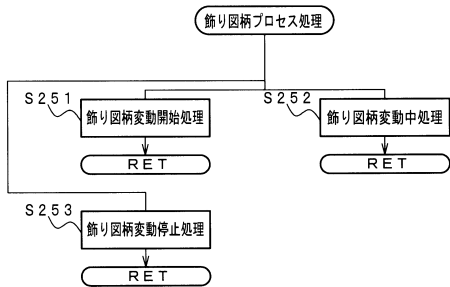 飾り図柄プロセス処理
S251
飾り図柄変動開始処理
RET
S252
飾り図柄変動中処理
RET
S253
飾り図柄変動停止処理
RET